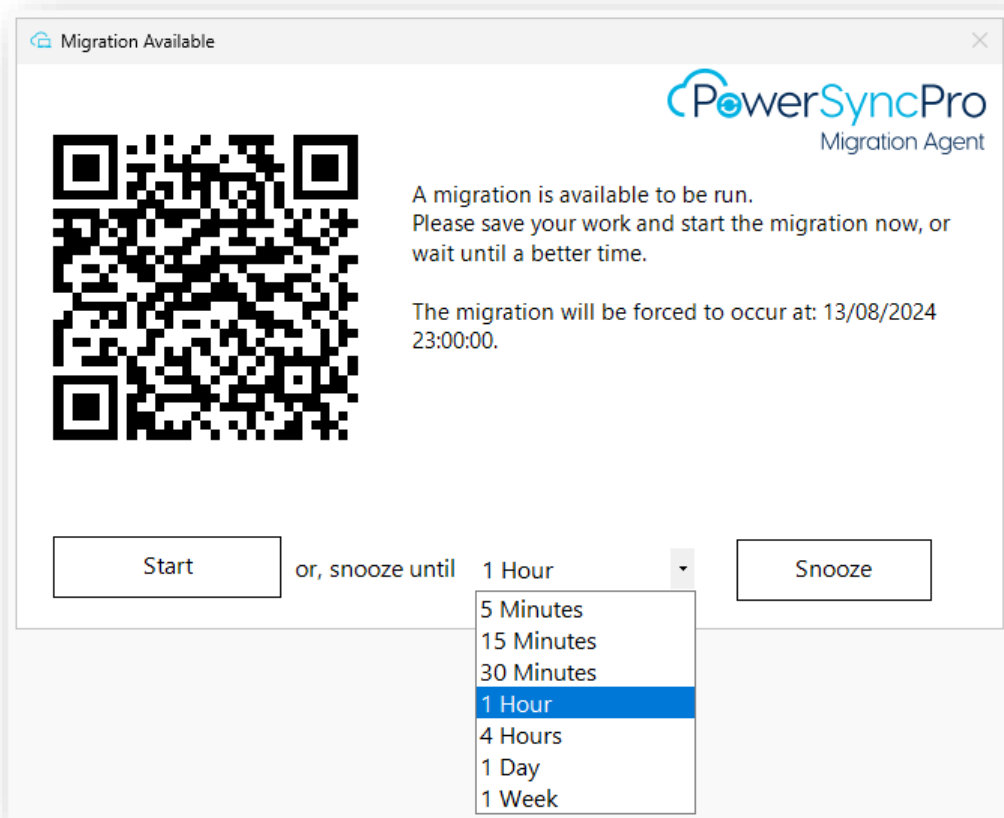 Migration Available
PowerSyncPro
Migration Agent
A migration is available to be run.
Please save your work and start the migration now, or
wait until a better time.
The migration will be forced to occur at: 13/08/2024
23:00:00.
Start
or, snooze until
1 Hour
Snooze
5 Minutes
15 Minutes
30 Minutes
1 Hour
4 Hours
1 Day
1 Week